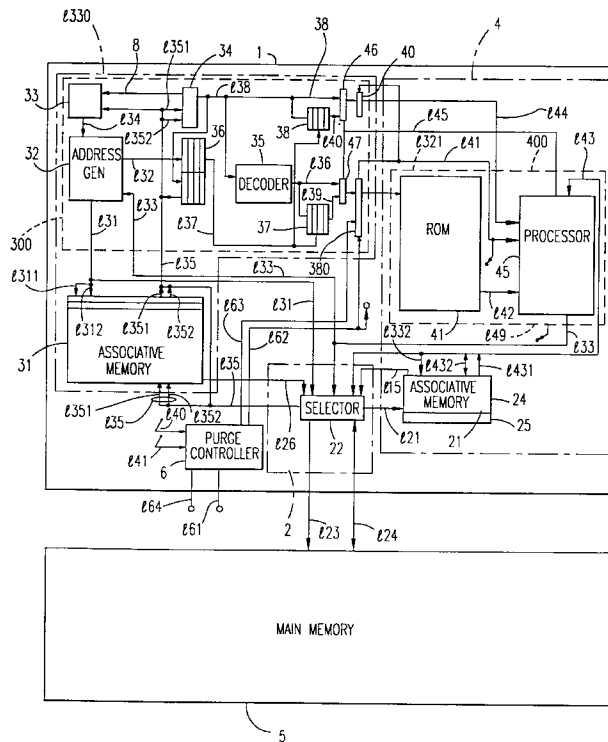 ℓ330
4
8
ℓ351
34
1
38
46
40
33
ℓ38
ℓ34
ℓ352
36
38
ℓ40
ℓ44
ℓ45
35
32
ADDRESS
GEN
ℓ32
DECODER
ℓ36
47
ℓ321
ℓ41
400
ℓ43
ℓ39
ℓ33
ℓ37
37
300
ℓ31
ℓ35
380
ROM
PROCESSOR
ℓ33
45
ℓ311
ℓ312
ℓ351
ℓ352
ℓ63
ℓ31
41
ℓ42
ℓ62
ℓ49
ℓ33
ℓ332
ℓ432
ℓ431
31
ASSOCIATIVE
MEMORY
ℓ15
ASSOCIATIVE
MEMORY
24
ℓ351
ℓ35
ℓ352
ℓ35
SELECTOR
21
25
ℓ40
ℓ26
22
ℓ21
ℓ41
PURGE
CONTROLLER
6
ℓ64
ℓ61
2
ℓ23
ℓ24
MAIN MEMORY
5